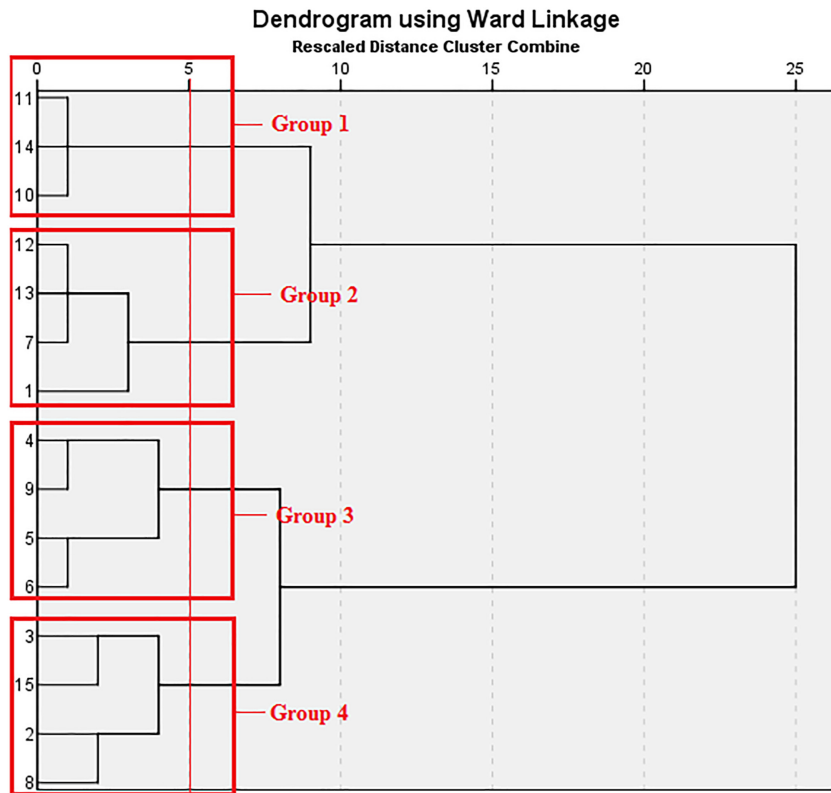 Dendrogram using Ward Linkage
Rescaled Distance Cluster Combine
0 5 10 15 20 25
11
Group 1
14
10
12
13
Group 2
7
1
4
9
Group 3
5
6
3
15
Group 4
2
8